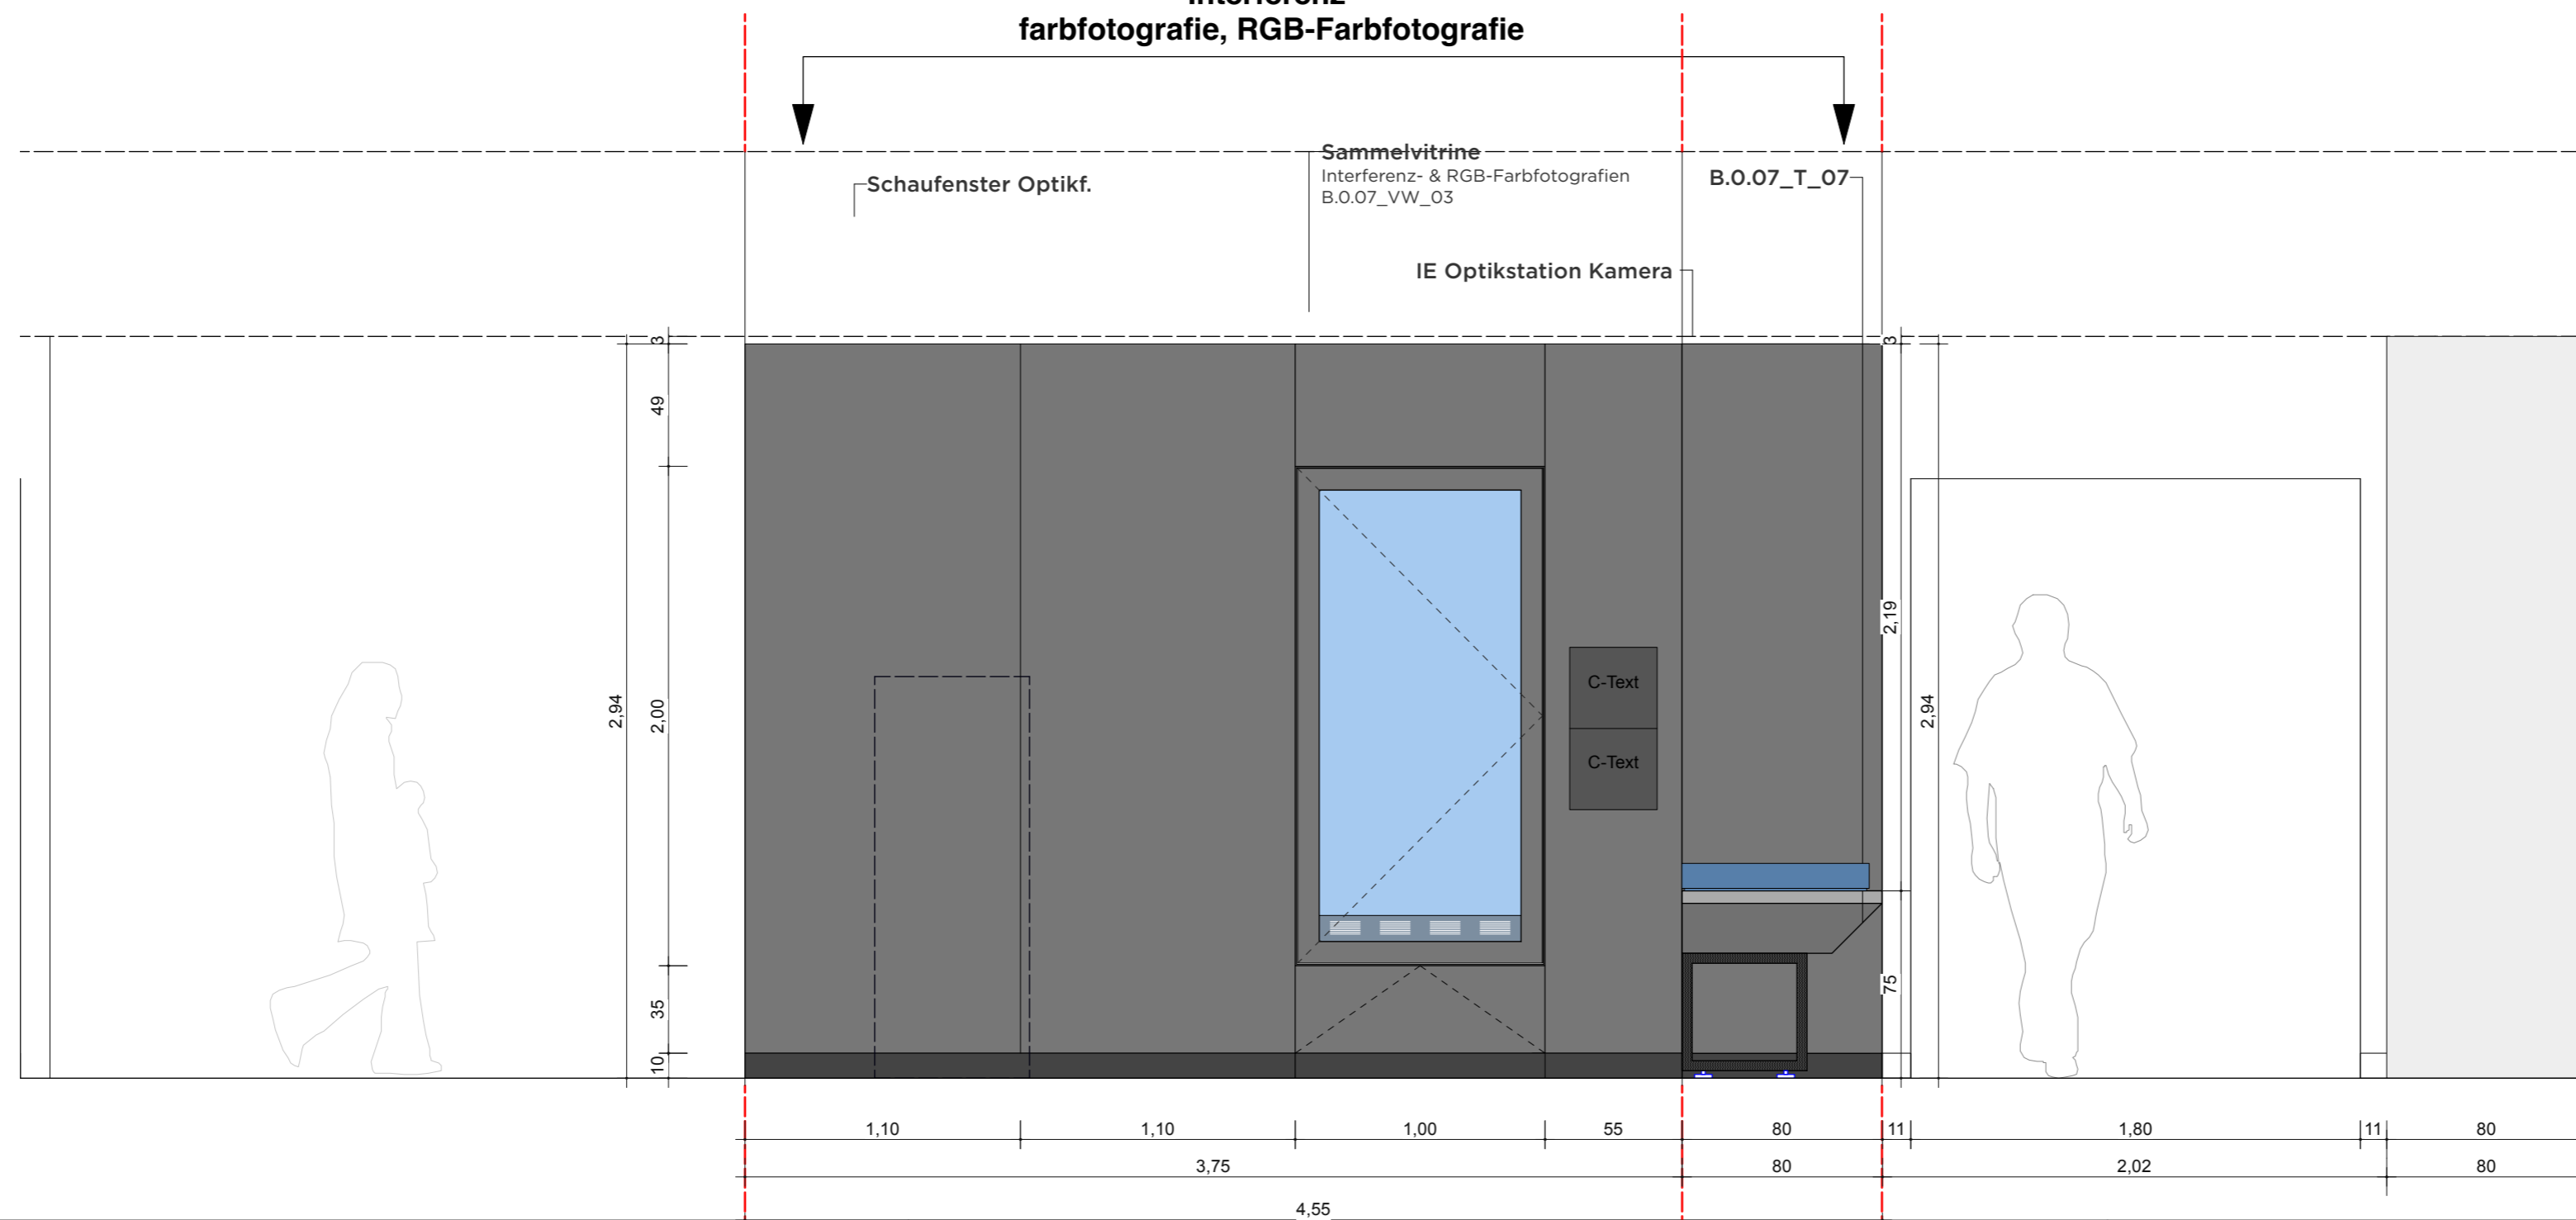 farbfotografie, RGB-Farbfotografie
Sammelvitrine
Interferenz- & RGB-Farbfotografien
B.0.07_VW_03
Schaufenster Optikf.
B.0.07_T_07
IE Optikstation Kamera
3
49
2,94
2,00
35
10
C-Text
C-Text
3
2,19
2,94
75
1,10 1,10 1,00 55 80 11 1,80 11 80
3,75 80 2,02 80
4,55